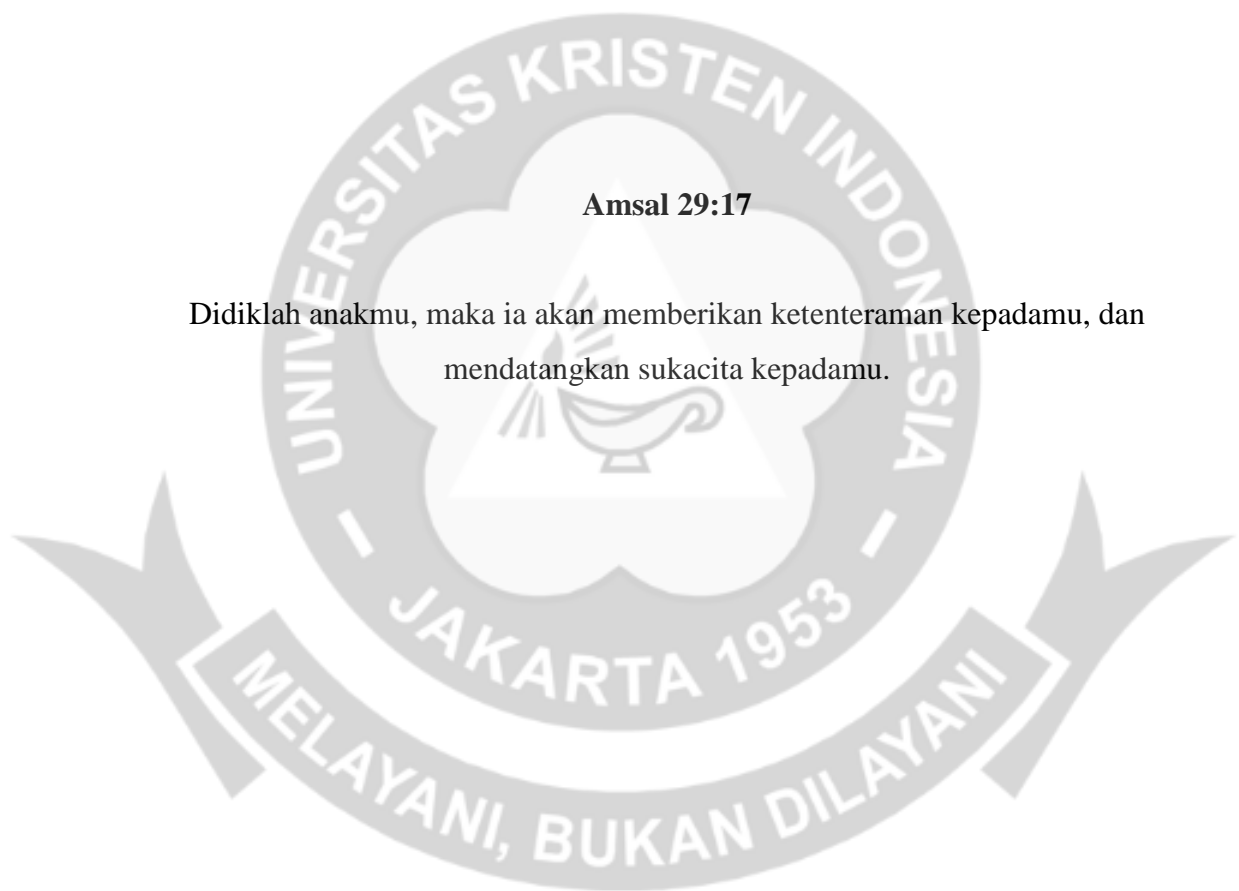 UNIVERSITAS KRISTEN INDONESIA
Amsal 29:17
Didiklah anakmu, maka ia akan memberikan ketenteraman kepadamu, dan
mendatangkan sukacita kepadamu.
- JAKARTA 1953 -
MELAYANI, BUKAN DILAYANI